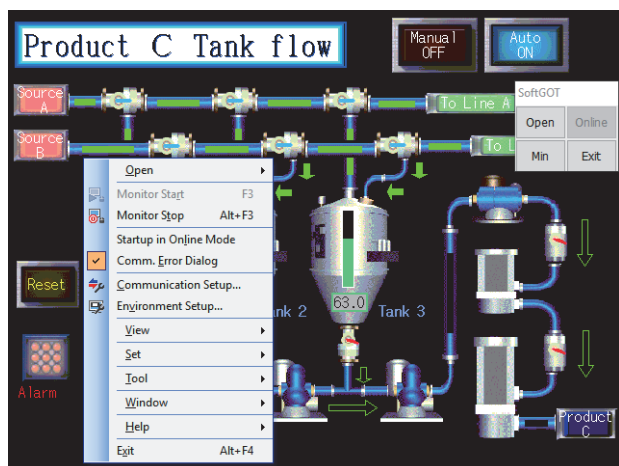 Product C Tank flow
Manual
OFF
Auto
ON
Source
A
To Line A
SoftGOT
Open
Online
Min
Exit
Source
B
To L
Open
Monitor Start F3
Monitor Stop Alt+F3
Startup in Online Mode
Comm. Error Dialog
Communication Setup...
Environment Setup...
View
Set
Tool
Window
Help
Exit Alt+F4
Reset
Alarm
nk 2
63.0
Tank 3
Product
C